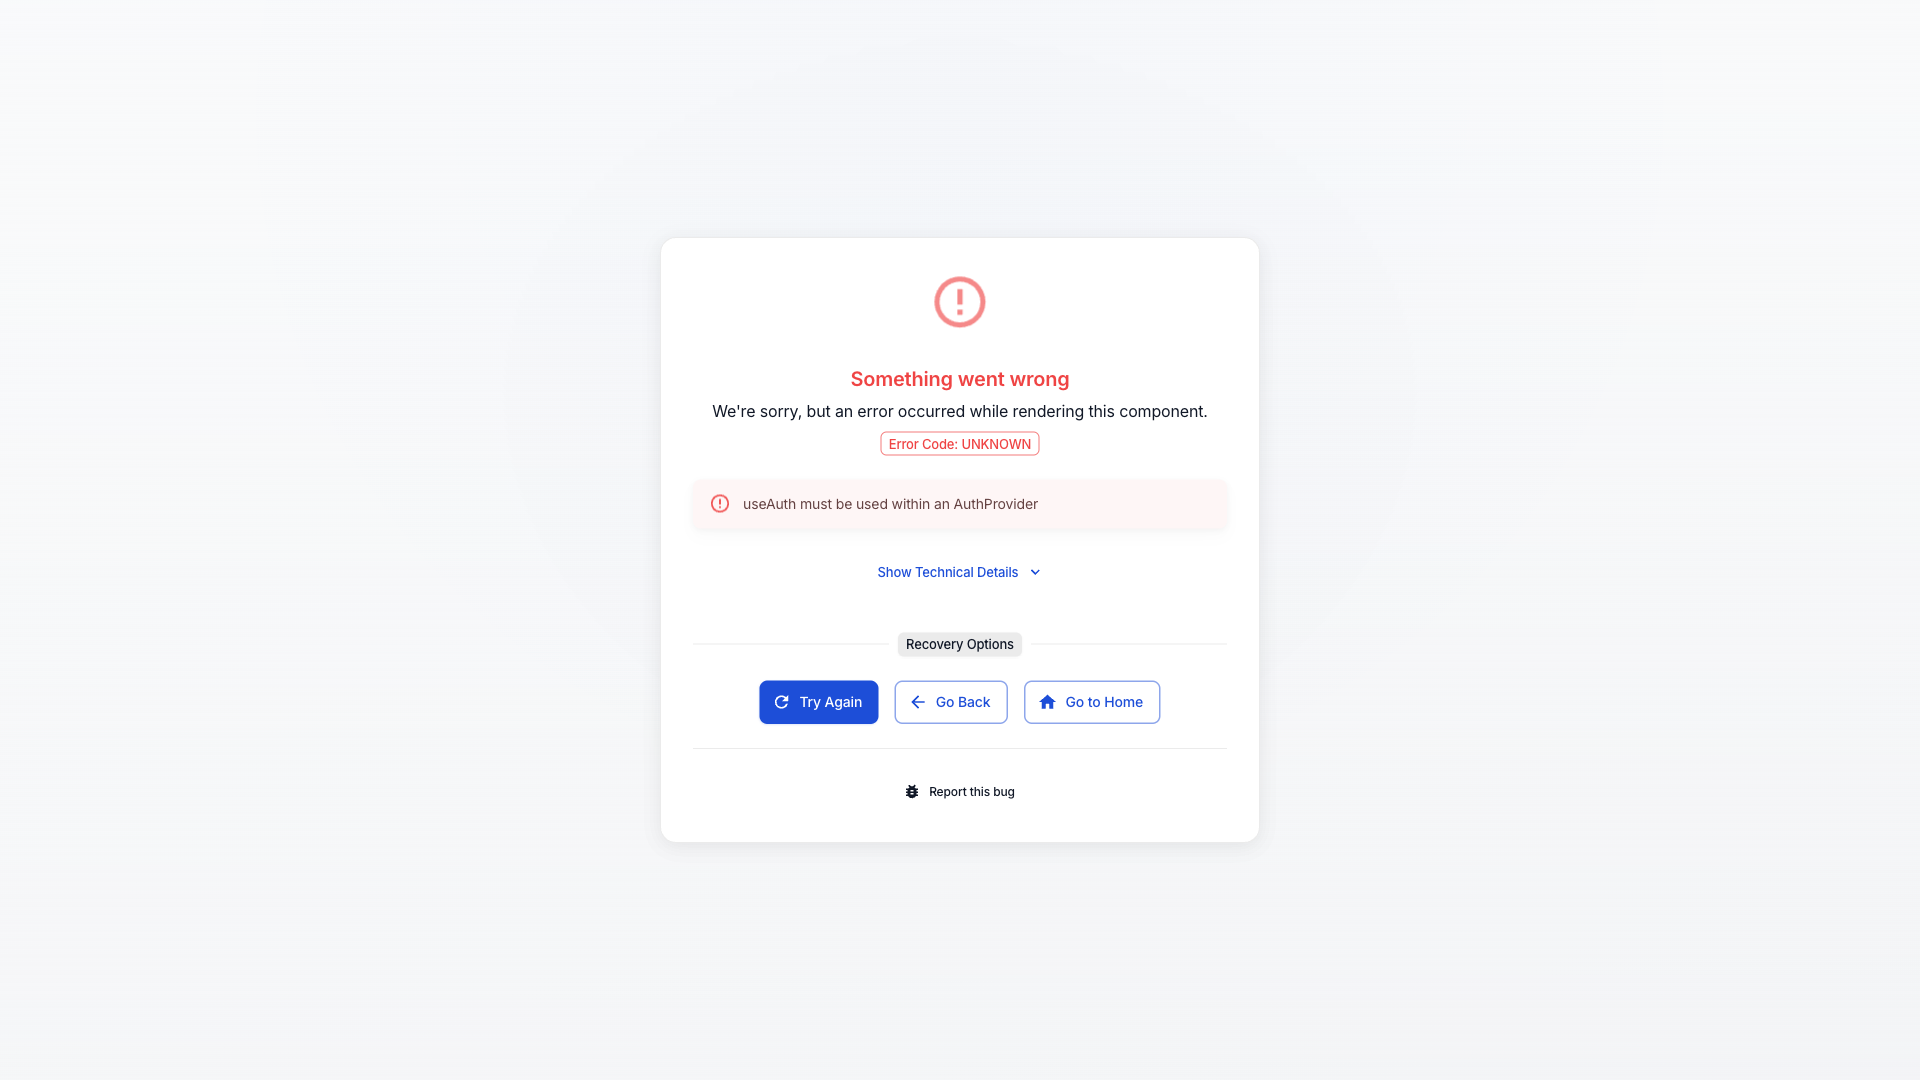 Something went wrong
We're sorry, but an error occurred while rendering this component.
Error Code: UNKNOWN
useAuth must be used within an AuthProvider
Show Technical Details
Recovery Options
Try Again
Go Back
Go to Home
Report this bug